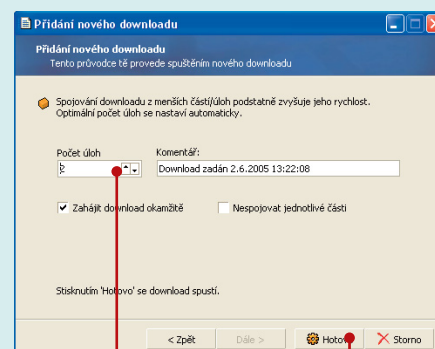 Přidání nového downloadu
Přidání nového downloadu
Tento průvodce tě provede spuštěním nového downloadu
Spojování downloadu z menších částí/úloh podstatně zvyšuje jeho rychlost.
Optimální počet úloh se nastaví automaticky.
Počet úloh Komentář:
2 Download zadán 2.6.2005 13:22:08
Zahájit download okamžitě Nespojovat jednotlivé části
Stisknutím 'Hotovo' se download spustí.
< Zpět Dále > Hotovo Storno